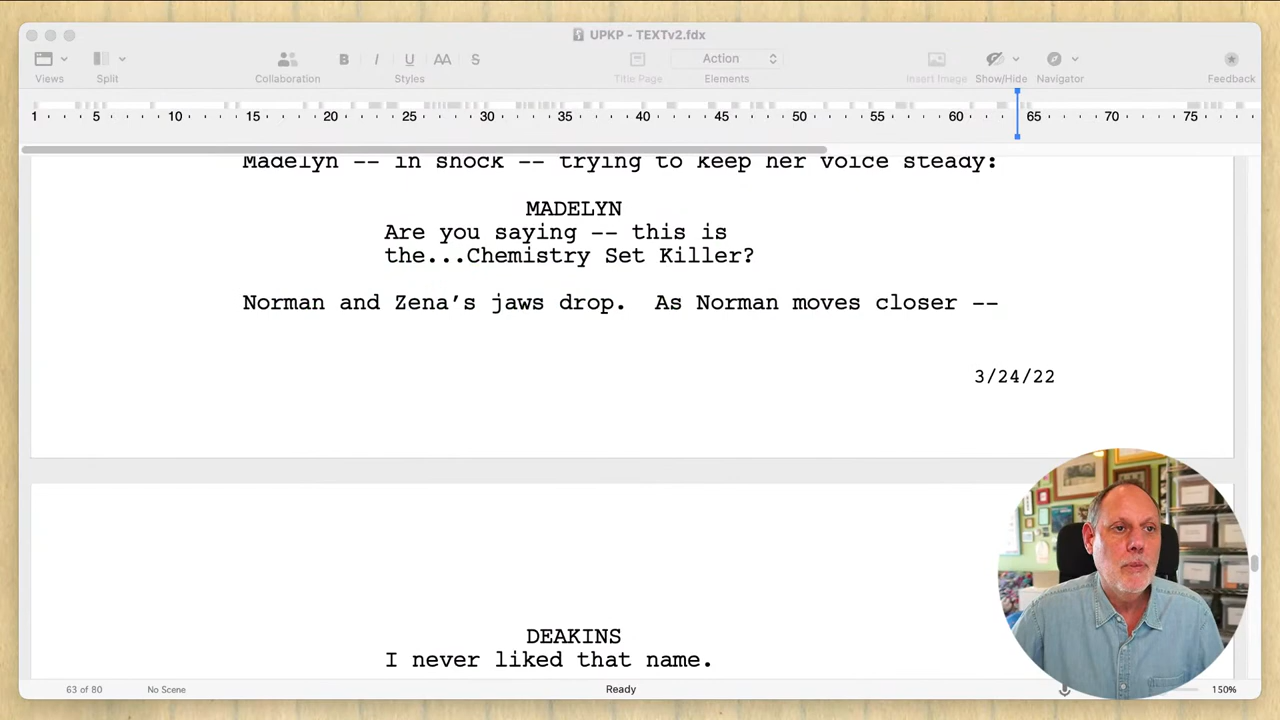 UPKP - TEXTv2.fdx
Views Split Collaboration B I U AA S Styles Title Page Action Elements Insert Image Show/Hide Navigator Feedback
1 5 10 15 20 25 30 35 40 45 50 55 60 65 70 75
Madelyn -- in shock -- trying to keep her voice steady:
MADELYN
Are you saying -- this is
the...Chemistry Set Killer?
Norman and Zena’s jaws drop.  As Norman moves closer --
3/24/22
DEAKINS
I never liked that name.
63 of 80 No Scene Ready 150%